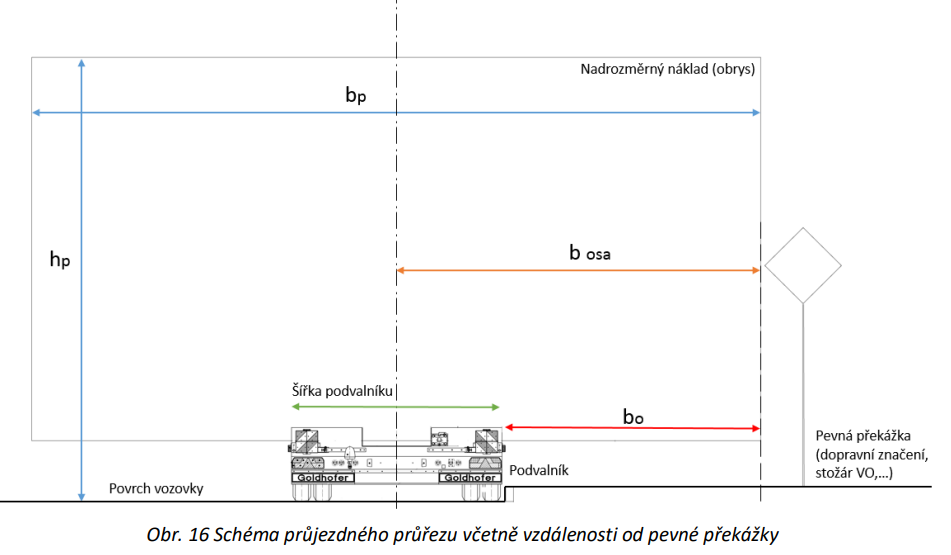 Nadrozměrný náklad (obrys)
bp
hp
b osa
Šířka podvalníku
bo
Pevná překážka
(dopravní značení,
stožár VO,...)
Podvalník
Goldhofer Goldhofer
Povrch vozovky
Obr. 16 Schéma průjezdného průřezu včetně vzdálenosti od pevné překážky